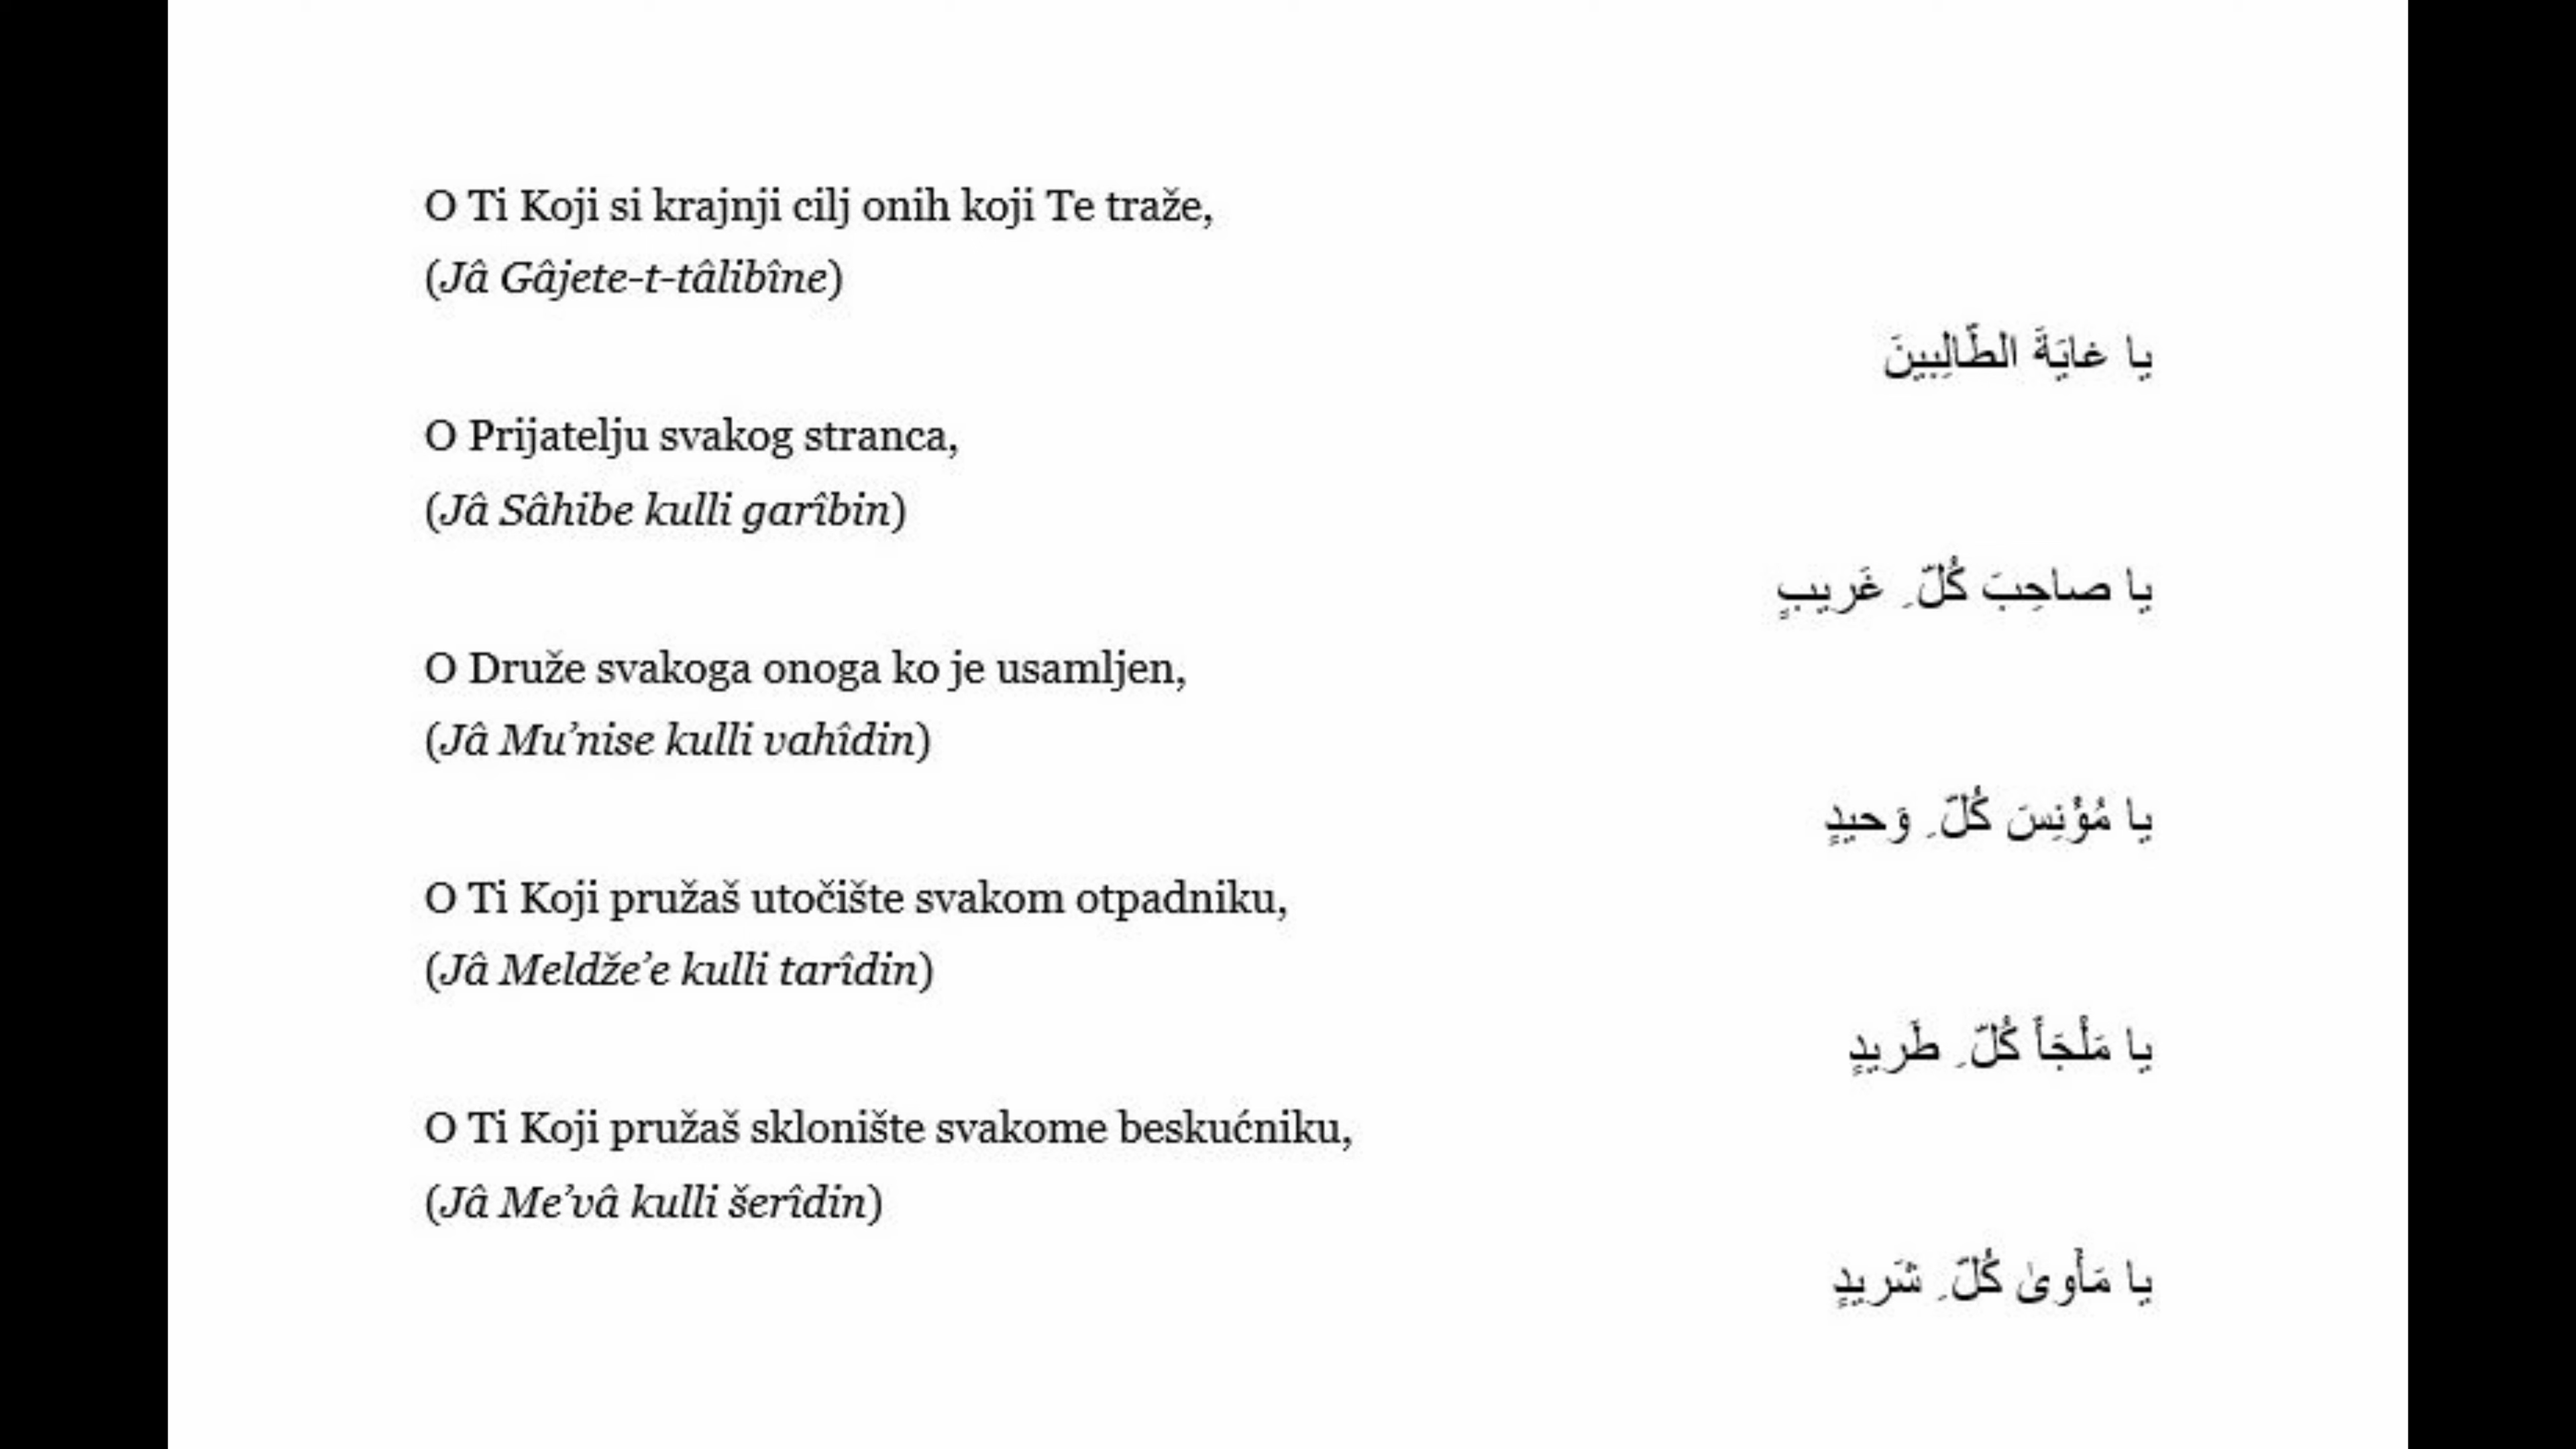 O Ti Koji si krajnji cilj onih koji Te traže,
(Jâ Gâjete-t-tâlibîne)
يا غايَةَ الطّالِبينَ
O Prijatelju svakog stranca,
(Jâ Sâhibe kulli garîbin)
يا صاحِبَ كُلِّ غَريبٍ
O Druže svakoga onoga ko je usamljen,
(Jâ Mu’nise kulli vahîdin)
يا مُؤْنِسَ كُلِّ وَحيدٍ
O Ti Koji pružaš utočište svakom otpadniku,
(Jâ Meldže’e kulli tarîdin)
يا مَلْجَأَ كُلِّ طَريدٍ
O Ti Koji pružaš sklonište svakome beskućniku,
(Jâ Me’vâ kulli šerîdin)
يا مَأْوىٰ كُلِّ شَريدٍ